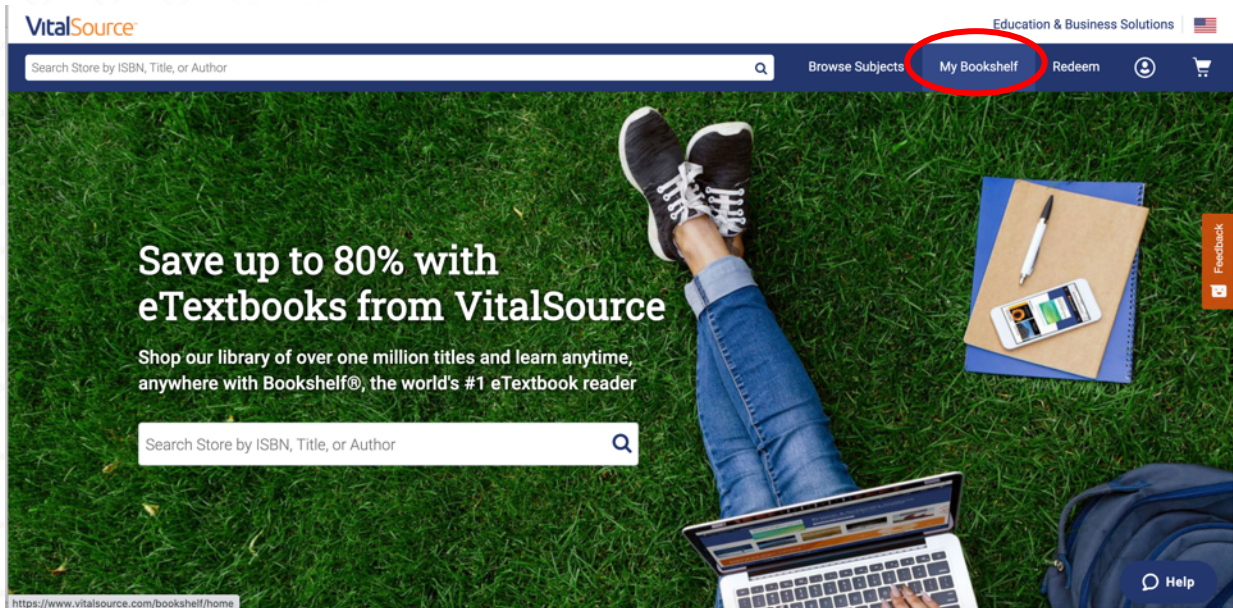 VitalSource
Education & Business Solutions
Search Store by ISBN, Title, or Author
Browse Subjects
My Bookshelf
Redeem
Save up to 80% with
eTextbooks from VitalSource
Shop our library of over one million titles and learn anytime,
anywhere with Bookshelf®, the world's #1 eTextbook reader
Search Store by ISBN, Title, or Author
Feedback
Help
https://www.vitalsource.com/bookshelf/home